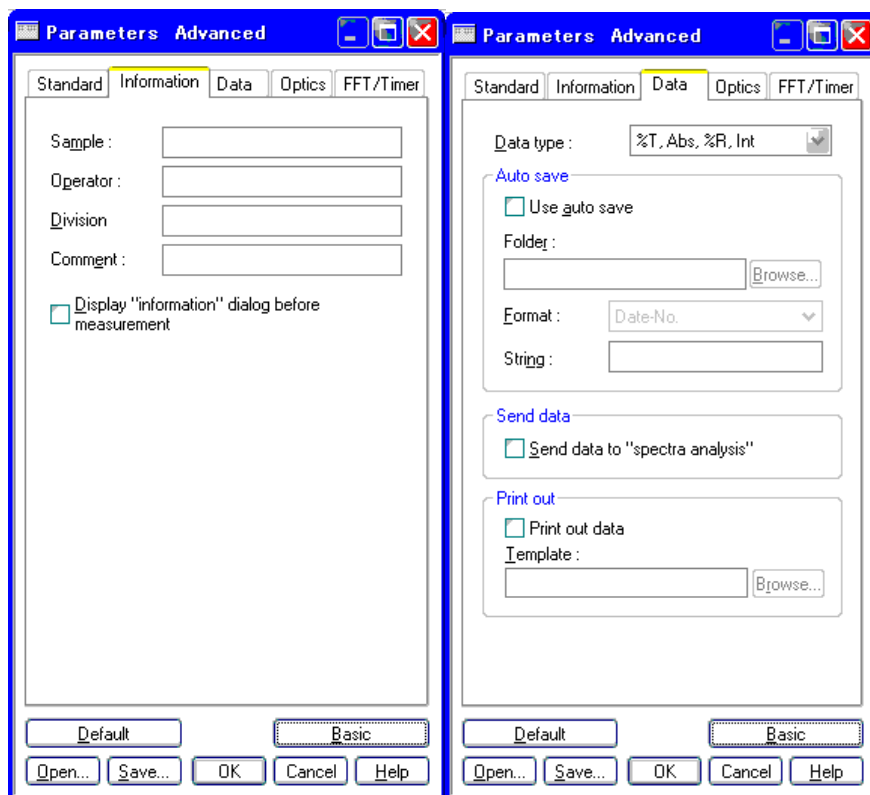 Parameters Advanced
Standard Information Data Optics FFT/Timer
Sample :
Operator :
Division
Comment :
Display "information" dialog before
measurement
Default Basic
Open... Save... OK Cancel Help
Parameters Advanced
Standard Information Data Optics FFT/Timer
Data type : %T, Abs, %R, Int
Auto save
Use auto save
Folder :
Browse...
Format : Date-No.
String :
Send data
Send data to "spectra analysis"
Print out
Print out data
Template :
Browse...
Default Basic
Open... Save... OK Cancel Help